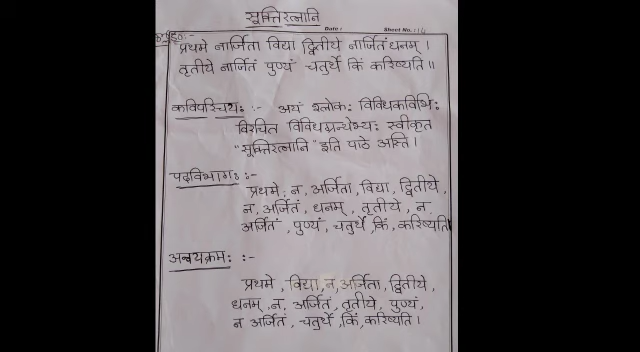 सूक्तिरत्नानि
Date :
Sheet No. :
प्रथमे नार्जिता विद्या द्वितीये नार्जितं धनम् ।
तृतीये नार्जितं पुण्यं चतुर्थे किं करिष्यति ॥
कविपरिचयः :- अयं श्लोकः विविधकविभिः
विरचित विविधग्रन्थेभ्यः स्वीकृत
"सूक्तिरत्नानि" इति पाठे अस्ति ।
पदविभागः :-
प्रथमे, न, अर्जिता, विद्या, द्वितीये,
न, अर्जितं, धनम्, तृतीये, न,
अर्जितं, पुण्यं, चतुर्थे, किं, करिष्यति ॥
अन्वयक्रमः :-
प्रथमे, विद्या, न, अर्जिता, द्वितीये,
धनम्, न, अर्जितं, तृतीये, पुण्यं,
न अर्जितं, चतुर्थे, किं, करिष्यति ।